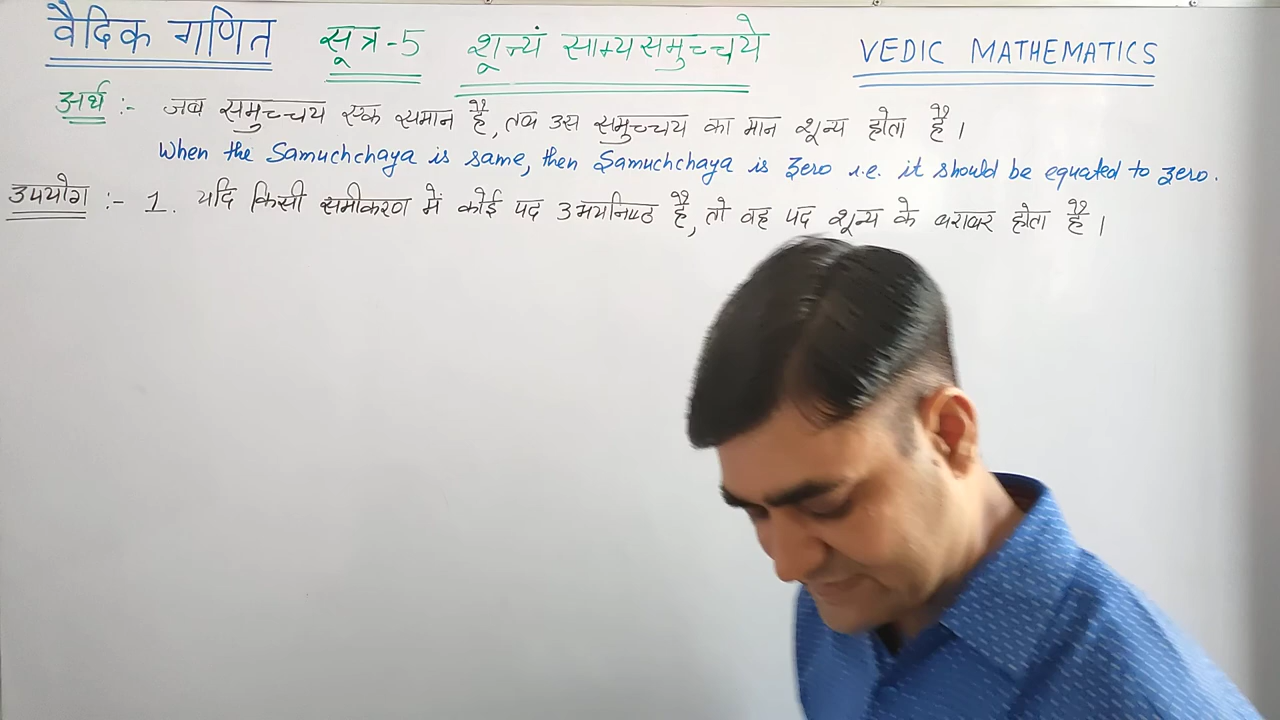 वैदिक गणित सूत्र-5 शून्यं साम्यसमुच्चये VEDIC MATHEMATICS
अर्थ :- जब समुच्चय एक समान है, तब उस समुच्चय का मान शून्य होता है।
When the Samuchchaya is same, then Samuchchaya is Zero i.e. it should be equated to zero.
उपयोग :- 1. यदि किसी समीकरण में कोई पद उभयनिष्ठ है, तो वह पद शून्य के बराबर होता है।